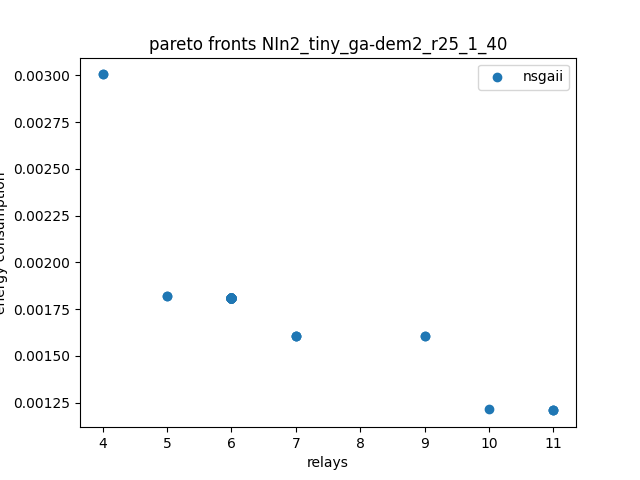 pareto fronts NIn2_tiny_ga-dem2_r25_1_40
nsgaii
0.00300
0.00275
0.00250
0.00225
0.00200
0.00175
0.00150
0.00125
energy consumption
4 5 6 7 8 9 10 11
relays